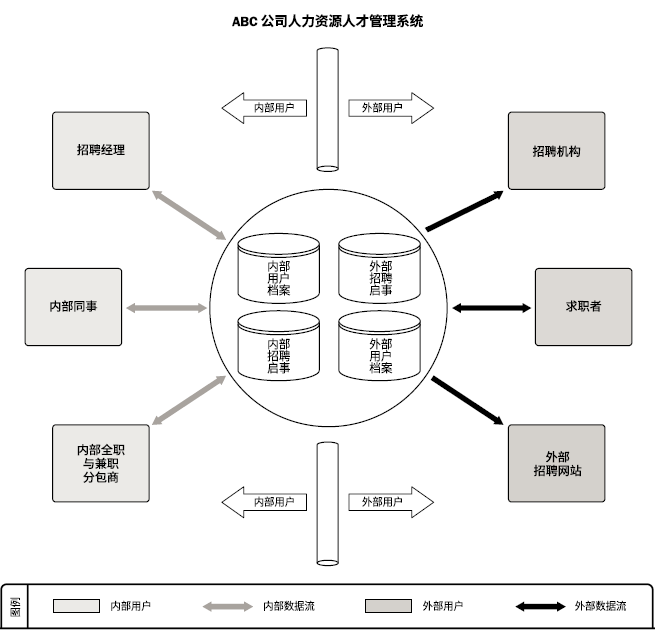 ABC 公司人力资源人才管理系统
内部用户
外部用户
招聘经理
招聘机构
内部
用户
档案
外部
招聘
启事
内部同事
求职者
内部
招聘
启事
外部
用户
档案
内部全职
与兼职
分包商
外部
招聘网站
内部用户
外部用户
图例
内部用户
内部数据流
外部用户
外部数据流